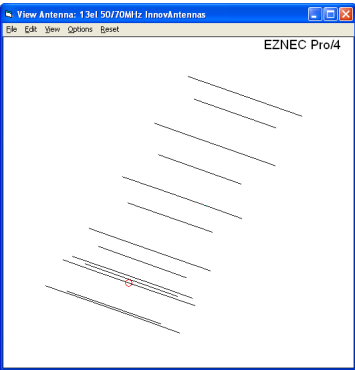 View Antenna: 13el 50/70MHz InnovAntennas
File Edit View Options Reset
EZNEC Pro/4